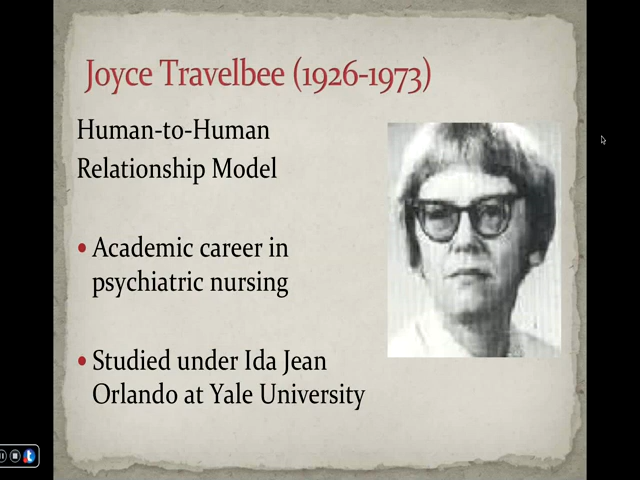 Joyce Travelbee (1926-1973)
Human-to-Human
Relationship Model
• Academic career in
psychiatric nursing
• Studied under Ida Jean
Orlando at Yale University